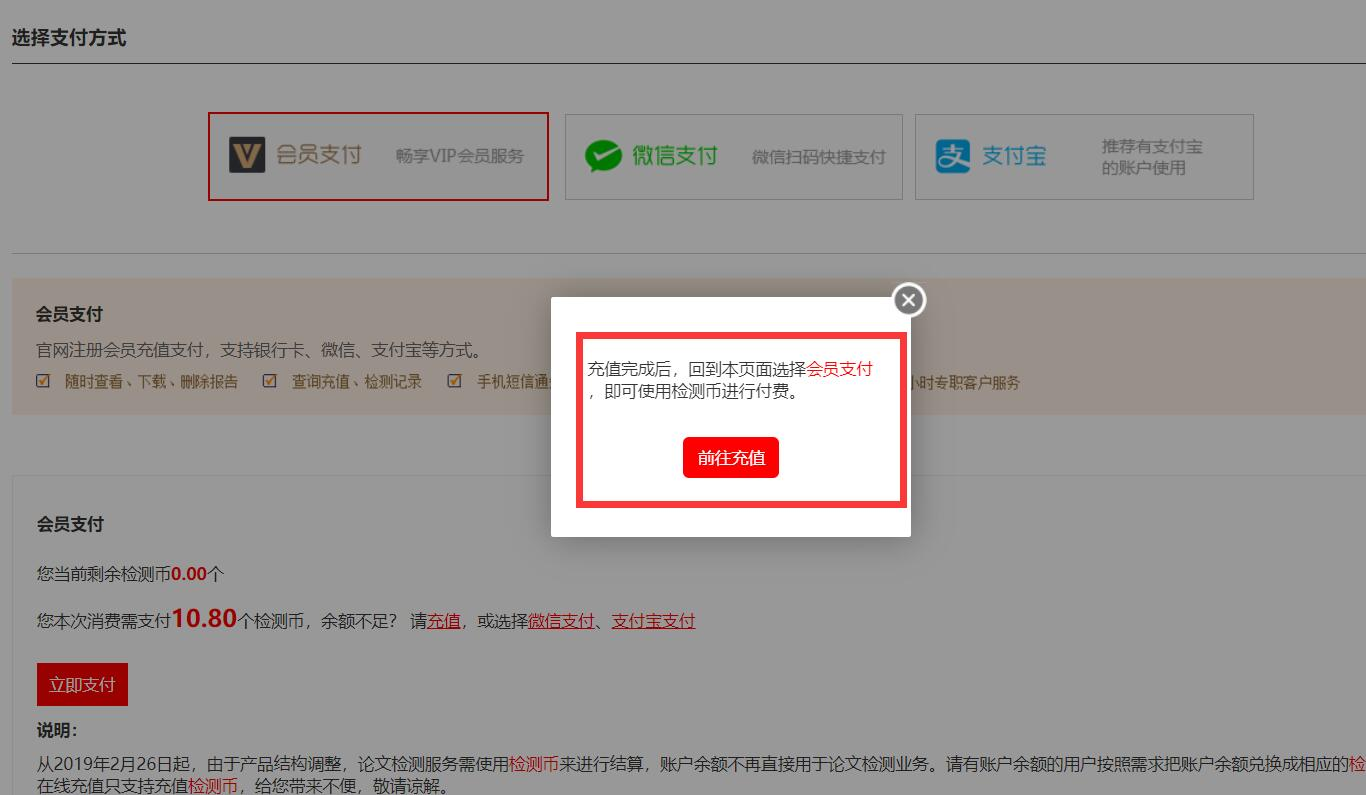 选择支付方式
会员支付 畅享VIP会员服务
微信支付 微信扫码快捷支付
支付宝 推荐有支付宝
的账户使用
会员支付
官网注册会员充值支付，支持银行卡、微信、支付宝等方式。
随时查看、下载、删除报告 查询充值、检测记录 手机短信通
小时专职客户服务
充值完成后，回到本页面选择会员支付
，即可使用检测币进行付费。
前往充值
会员支付
您当前剩余检测币0.00个
您本次消费需支付10.80个检测币，余额不足？ 请充值，或选择微信支付、支付宝支付
立即支付
说明：
从2019年2月26日起，由于产品结构调整，论文检测服务需使用检测币来进行结算，账户余额不再直接用于论文检测业务。请有账户余额的用户按照需求把账户余额兑换成相应的检
在线充值只支持充值检测币，给您带来不便，敬请谅解。